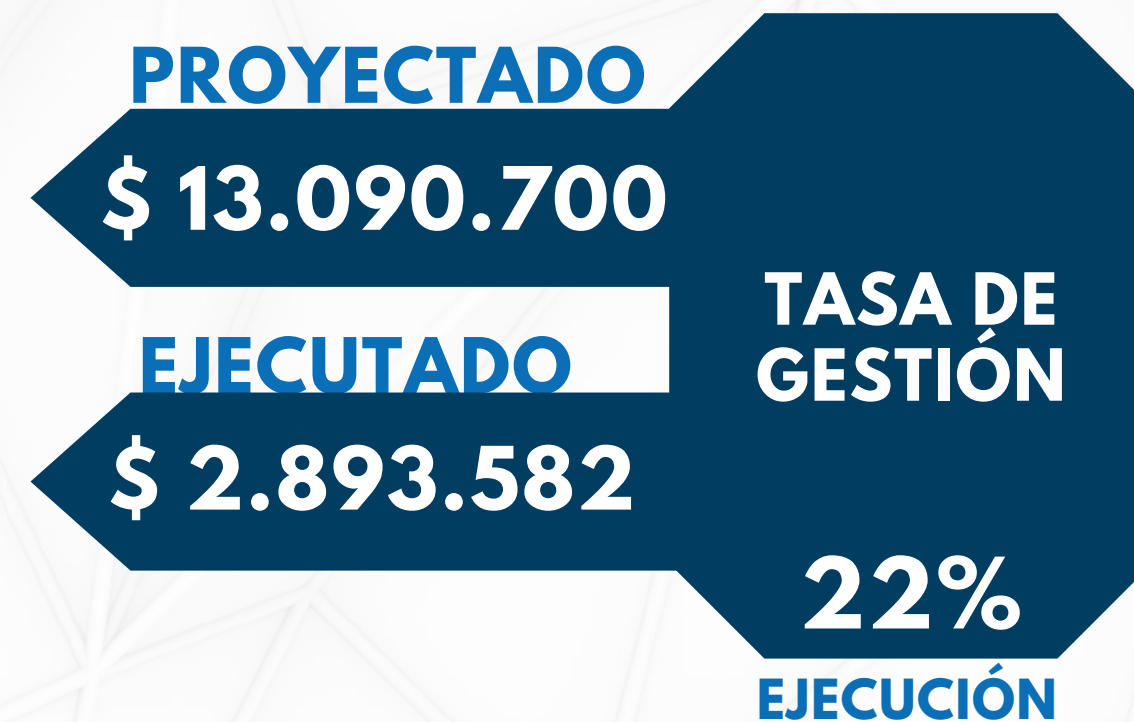 PROYECTADO
$ 13.090.700
EJECUTADO
$ 2.893.582
TASA DE
GESTIÓN
22%
EJECUCIÓN